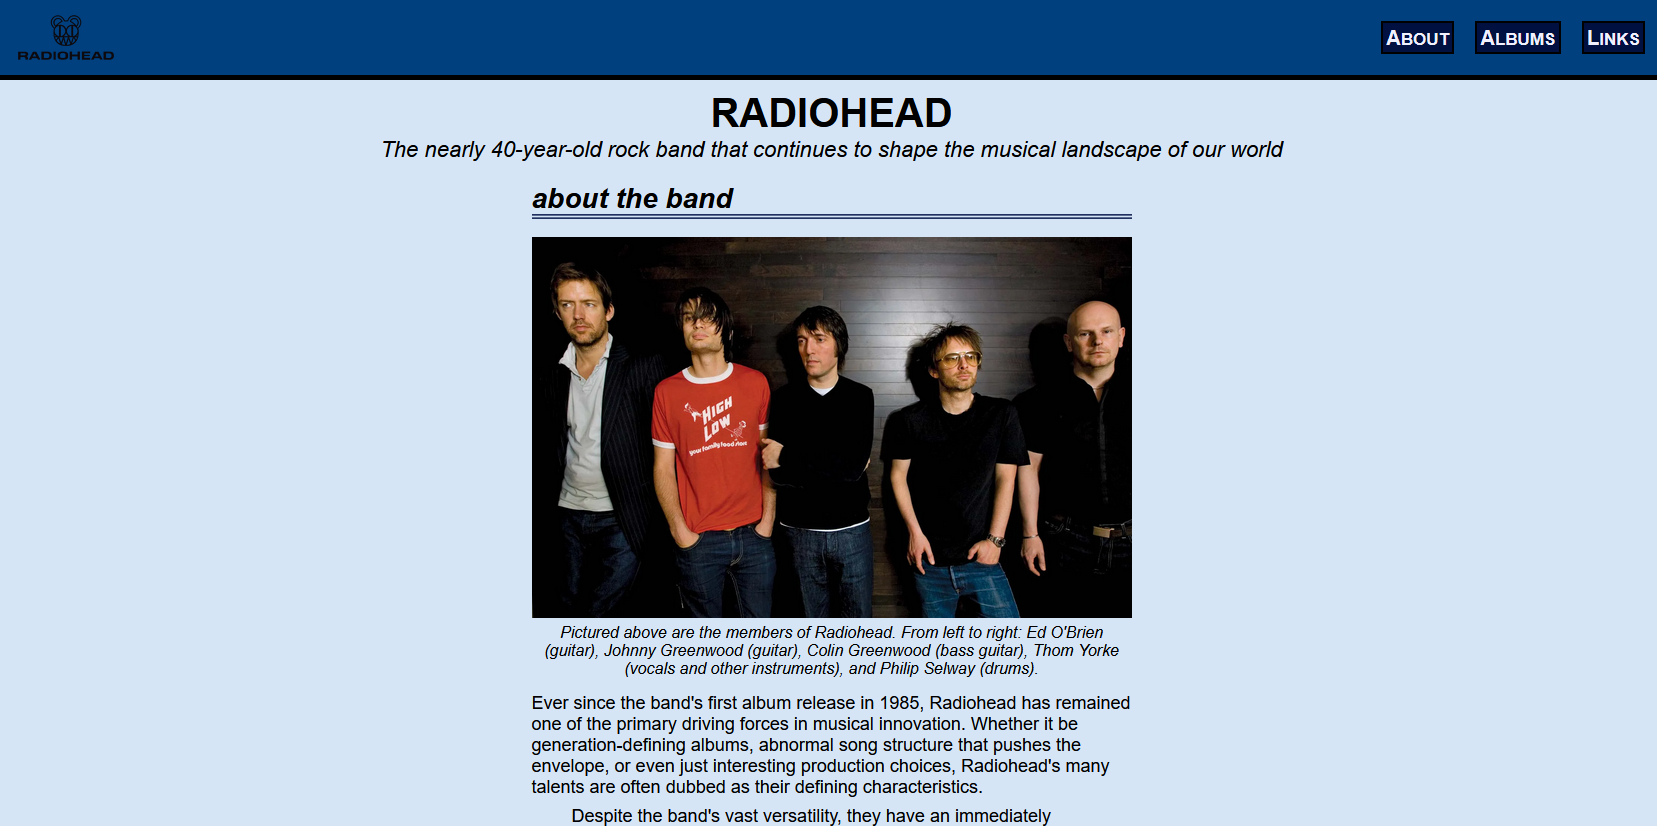 RADIOHEAD
ABOUT ALBUMS LINKS
RADIOHEAD
The nearly 40-year-old rock band that continues to shape the musical landscape of our world
about the band
HIGH
LOW
your family food store
Pictured above are the members of Radiohead. From left to right: Ed O'Brien
(guitar), Johnny Greenwood (guitar), Colin Greenwood (bass guitar), Thom Yorke
(vocals and other instruments), and Philip Selway (drums).
Ever since the band's first album release in 1985, Radiohead has remained
one of the primary driving forces in musical innovation. Whether it be
generation-defining albums, abnormal song structure that pushes the
envelope, or even just interesting production choices, Radiohead's many
talents are often dubbed as their defining characteristics.
Despite the band's vast versatility, they have an immediately